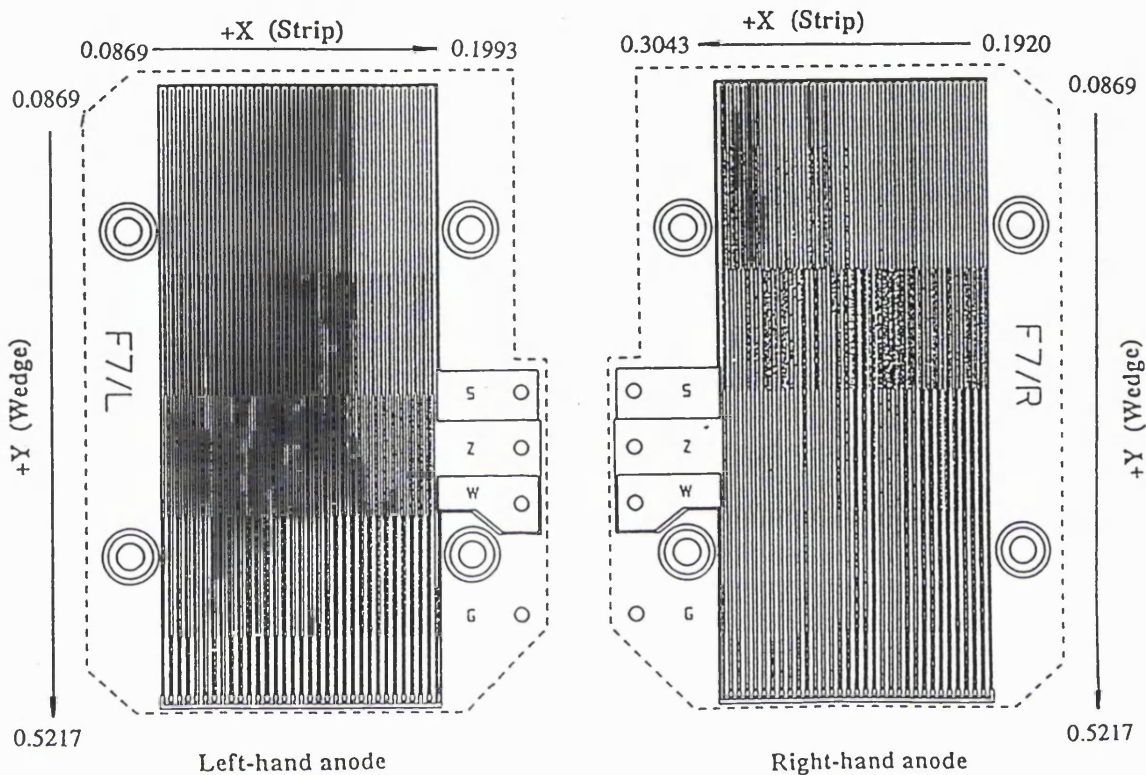 +X (Strip)
0.0869
0.1993
0.0869
+Y (Wedge)
0.5217
F7/L
S
Z
W
G
Left-hand anode
+X (Strip)
0.3043
0.1920
0.0869
+Y (Wedge)
0.5217
F7/R
S
Z
W
G
Right-hand anode